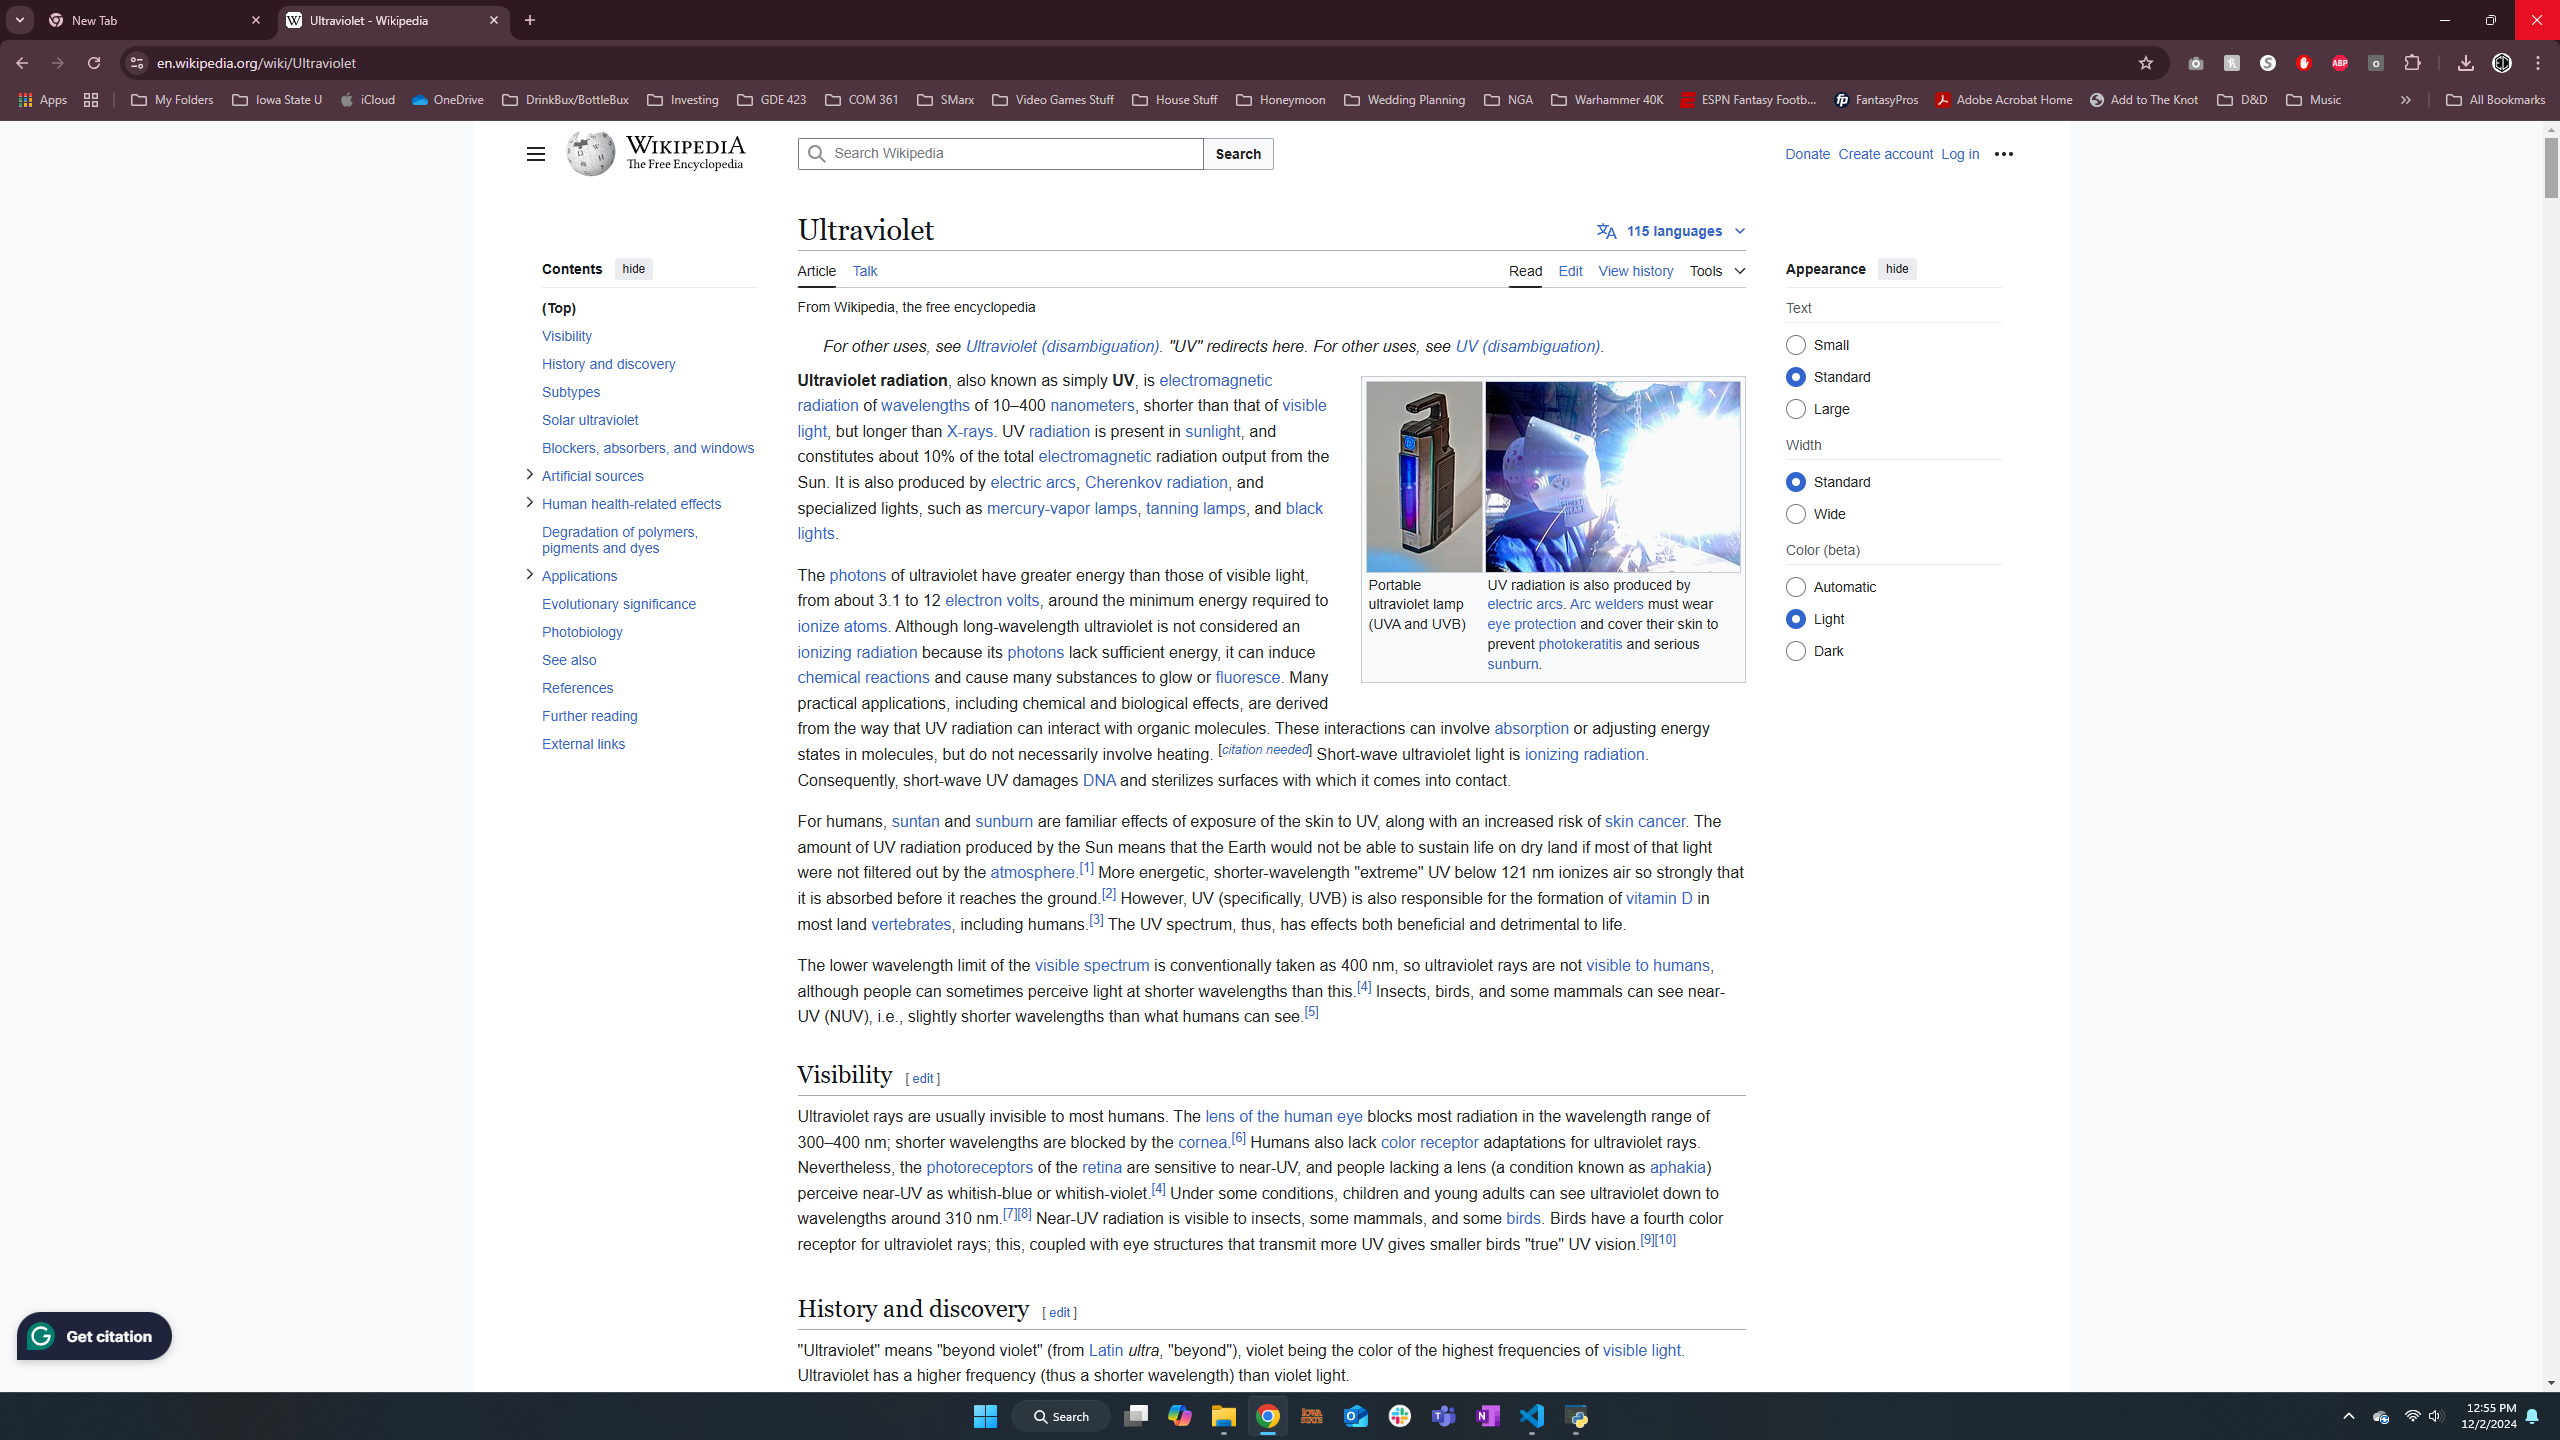 New Tab
Ultraviolet - Wikipedia
en.wikipedia.org/wiki/Ultraviolet
Apps
My Folders
Iowa State U
iCloud
OneDrive
DrinkBux/BottleBux
Investing
GDE 423
COM 361
SMarx
Video Games Stuff
House Stuff
Honeymoon
Wedding Planning
NGA
Warhammer 40K
ESPN Fantasy Footb...
FantasyPros
Adobe Acrobat Home
Add to The Knot
D&D
Music
All Bookmarks
WIKIPEDIA
The Free Encyclopedia
Search Wikipedia
Search
Donate Create account Log in
Contents hide
(Top)
Visibility
History and discovery
Subtypes
Solar ultraviolet
Blockers, absorbers, and windows
Artificial sources
Human health-related effects
Degradation of polymers,
pigments and dyes
Applications
Evolutionary significance
Photobiology
See also
References
Further reading
External links
Ultraviolet
115 languages
Article Talk
Read Edit View history Tools
From Wikipedia, the free encyclopedia
For other uses, see Ultraviolet (disambiguation). "UV" redirects here. For other uses, see UV (disambiguation).
Ultraviolet radiation, also known as simply UV, is electromagnetic
radiation of wavelengths of 10–400 nanometers, shorter than that of visible
light, but longer than X-rays. UV radiation is present in sunlight, and
constitutes about 10% of the total electromagnetic radiation output from the
Sun. It is also produced by electric arcs, Cherenkov radiation, and
specialized lights, such as mercury-vapor lamps, tanning lamps, and black
lights.
Portable
ultraviolet lamp
(UVA and UVB)
UV radiation is also produced by
electric arcs. Arc welders must wear
eye protection and cover their skin to
prevent photokeratitis and serious
sunburn.
The photons of ultraviolet have greater energy than those of visible light,
from about 3.1 to 12 electron volts, around the minimum energy required to
ionize atoms. Although long-wavelength ultraviolet is not considered an
ionizing radiation because its photons lack sufficient energy, it can induce
chemical reactions and cause many substances to glow or fluoresce. Many
practical applications, including chemical and biological effects, are derived
from the way that UV radiation can interact with organic molecules. These interactions can involve absorption or adjusting energy
states in molecules, but do not necessarily involve heating. [citation needed] Short-wave ultraviolet light is ionizing radiation.
Consequently, short-wave UV damages DNA and sterilizes surfaces with which it comes into contact.
For humans, suntan and sunburn are familiar effects of exposure of the skin to UV, along with an increased risk of skin cancer. The
amount of UV radiation produced by the Sun means that the Earth would not be able to sustain life on dry land if most of that light
were not filtered out by the atmosphere.[1] More energetic, shorter-wavelength "extreme" UV below 121 nm ionizes air so strongly that
it is absorbed before it reaches the ground.[2] However, UV (specifically, UVB) is also responsible for the formation of vitamin D in
most land vertebrates, including humans.[3] The UV spectrum, thus, has effects both beneficial and detrimental to life.
The lower wavelength limit of the visible spectrum is conventionally taken as 400 nm, so ultraviolet rays are not visible to humans,
although people can sometimes perceive light at shorter wavelengths than this.[4] Insects, birds, and some mammals can see near-
UV (NUV), i.e., slightly shorter wavelengths than what humans can see.[5]
Visibility [ edit ]
Ultraviolet rays are usually invisible to most humans. The lens of the human eye blocks most radiation in the wavelength range of
300–400 nm; shorter wavelengths are blocked by the cornea.[6] Humans also lack color receptor adaptations for ultraviolet rays.
Nevertheless, the photoreceptors of the retina are sensitive to near-UV, and people lacking a lens (a condition known as aphakia)
perceive near-UV as whitish-blue or whitish-violet.[4] Under some conditions, children and young adults can see ultraviolet down to
wavelengths around 310 nm.[7][8] Near-UV radiation is visible to insects, some mammals, and some birds. Birds have a fourth color
receptor for ultraviolet rays; this, coupled with eye structures that transmit more UV gives smaller birds "true" UV vision.[9][10]
History and discovery [ edit ]
"Ultraviolet" means "beyond violet" (from Latin ultra, "beyond"), violet being the color of the highest frequencies of visible light.
Ultraviolet has a higher frequency (thus a shorter wavelength) than violet light.
Appearance hide
Text
Small
Standard
Large
Width
Standard
Wide
Color (beta)
Automatic
Light
Dark
Get citation
Search
12:55 PM
12/2/2024